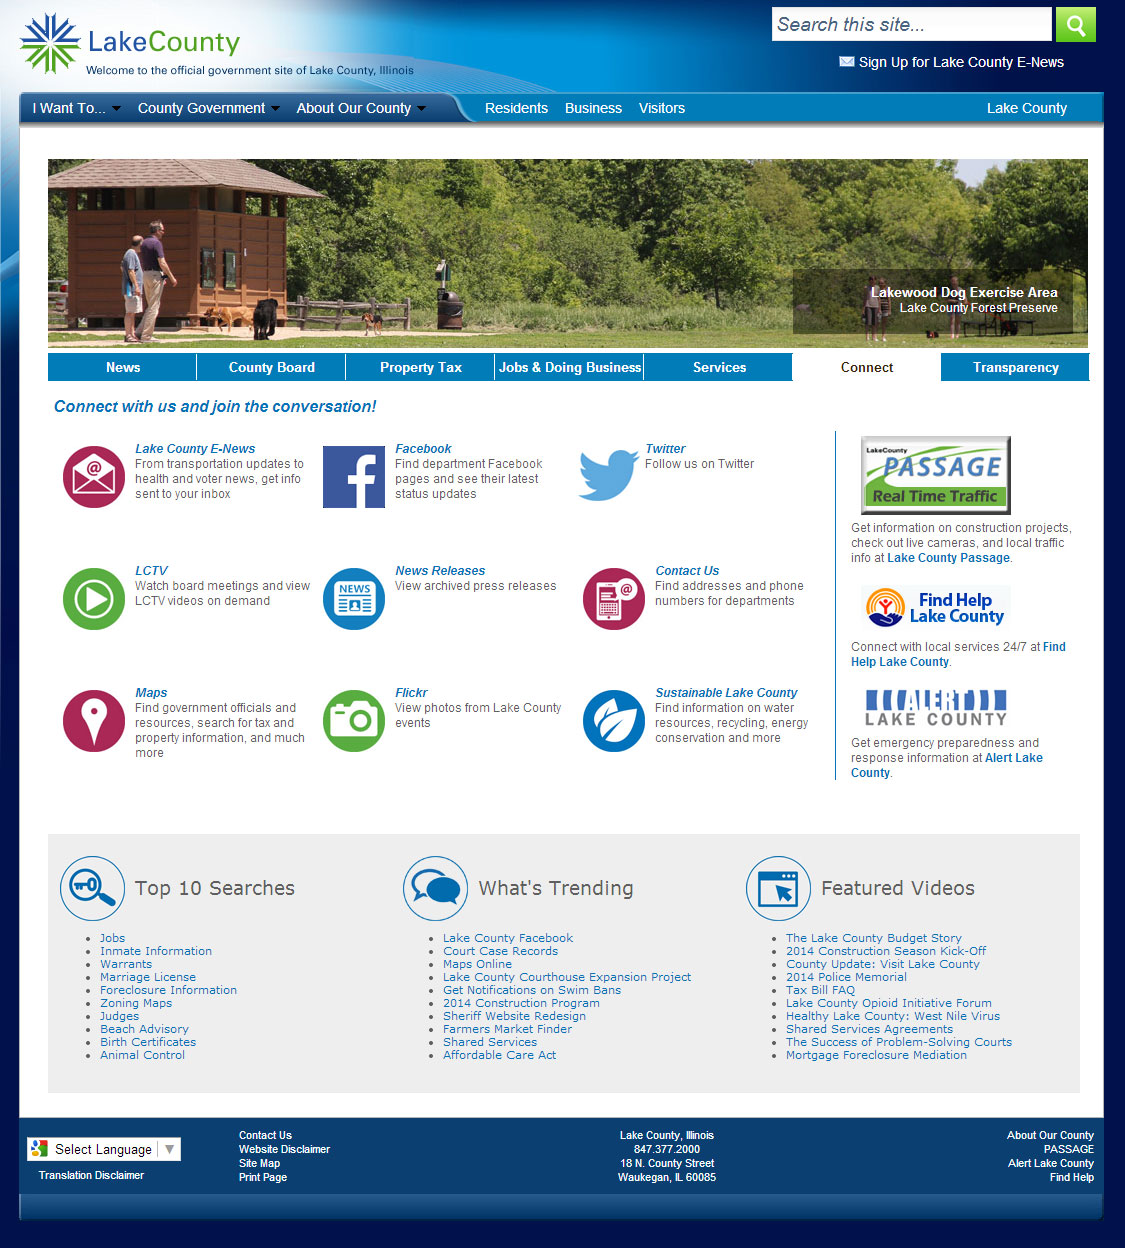 LakeCounty
Welcome to the official government site of Lake County, Illinois
Search this site...
Sign Up for Lake County E-News
I Want To...
County Government
About Our County
Residents
Business
Visitors
Lake County
Lakewood Dog Exercise Area
Lake County Forest Preserve
News
County Board
Property Tax
Jobs & Doing Business
Services
Connect
Transparency
Connect with us and join the conversation!
Lake County E-News
From transportation updates to
health and voter news, get info
sent to your inbox
Facebook
Find department Facebook
pages and see their latest
status updates
Twitter
Follow us on Twitter
LCTV
Watch board meetings and view
LCTV videos on demand
NEWS
News Releases
View archived press releases
Contact Us
Find addresses and phone
numbers for departments
Maps
Find government officials and
resources, search for tax and
property information, and much
more
Flickr
View photos from Lake County
events
Sustainable Lake County
Find information on water
resources, recycling, energy
conservation and more
LakeCounty
PASSAGE
Real Time Traffic
Get information on construction projects,
check out live cameras, and local traffic
info at Lake County Passage.
Find Help
Lake County
Connect with local services 24/7 at Find
Help Lake County.
ALERT
LAKE COUNTY
Get emergency preparedness and
response information at Alert Lake
County.
Top 10 Searches
Jobs
Inmate Information
Warrants
Marriage License
Foreclosure Information
Zoning Maps
Judges
Beach Advisory
Birth Certificates
Animal Control
What's Trending
Lake County Facebook
Court Case Records
Maps Online
Lake County Courthouse Expansion Project
Get Notifications on Swim Bans
2014 Construction Program
Sheriff Website Redesign
Farmers Market Finder
Shared Services
Affordable Care Act
Featured Videos
The Lake County Budget Story
2014 Construction Season Kick-Off
County Update: Visit Lake County
2014 Police Memorial
Tax Bill FAQ
Lake County Opioid Initiative Forum
Healthy Lake County: West Nile Virus
Shared Services Agreements
The Success of Problem-Solving Courts
Mortgage Foreclosure Mediation
Select Language
Translation Disclaimer
Contact Us
Website Disclaimer
Site Map
Print Page
Lake County, Illinois
847.377.2000
18 N. County Street
Waukegan, IL 60085
About Our County
PASSAGE
Alert Lake County
Find Help